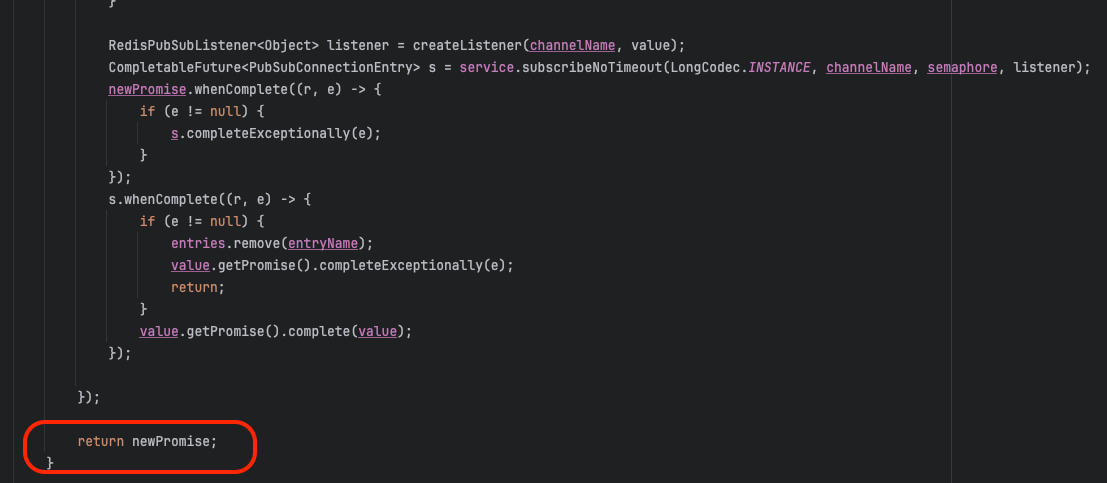 }
RedisPubSubListener<Object> listener = createListener(channelName, value);
CompletableFuture<PubSubConnectionEntry> s = service.subscribeNoTimeout(LongCodec.INSTANCE, channelName, semaphore, listener);
newPromise.whenComplete((r, e) -> {
if (e != null) {
s.completeExceptionally(e);
}
});
s.whenComplete((r, e) -> {
if (e != null) {
entries.remove(entryName);
value.getPromise().completeExceptionally(e);
return;
}
value.getPromise().complete(value);
});
});
return newPromise;
}